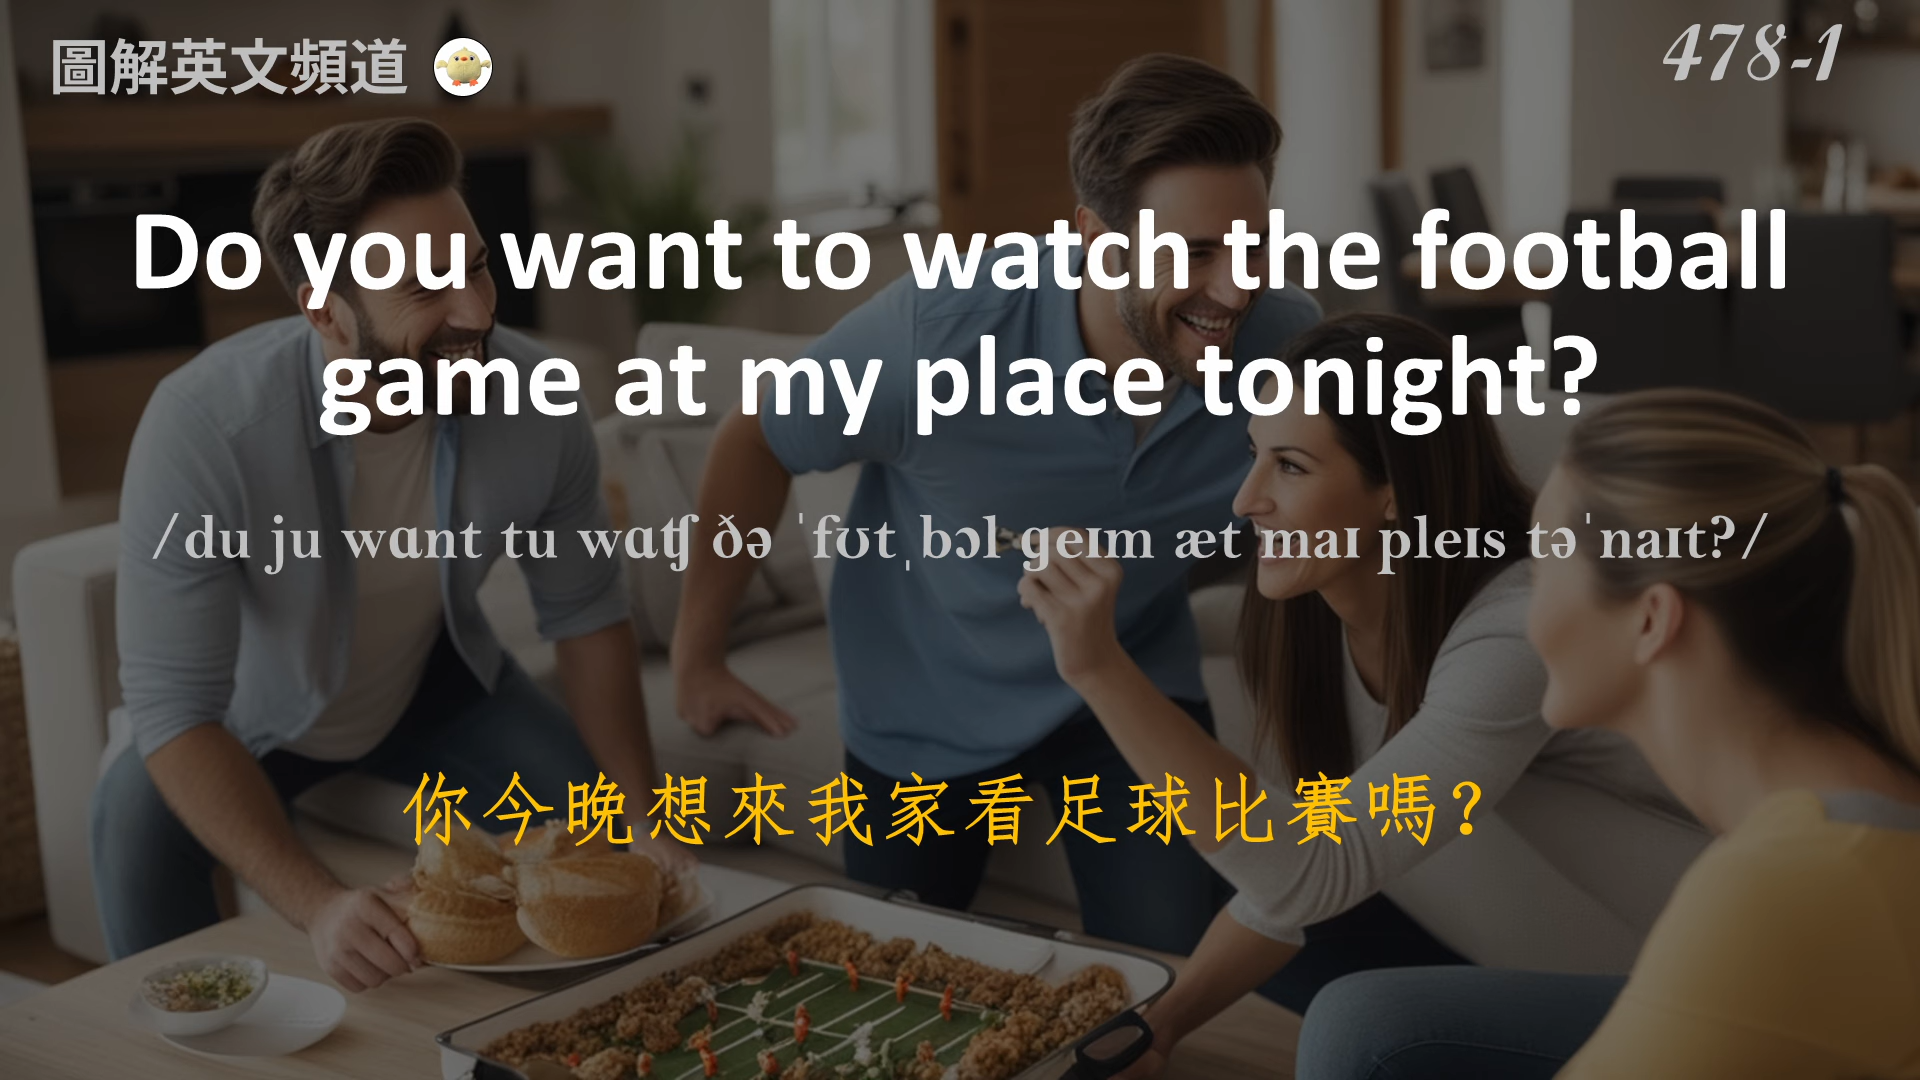 圖解英文頻道
478-1
Do you want to watch the football
game at my place tonight?
/du ju wɑnt tu wɑʧ ðə ˈfʊtˌbɔl ɡeɪm æt maɪ pleɪs təˈnaɪt?/
你今晚想來我家看足球比賽嗎?